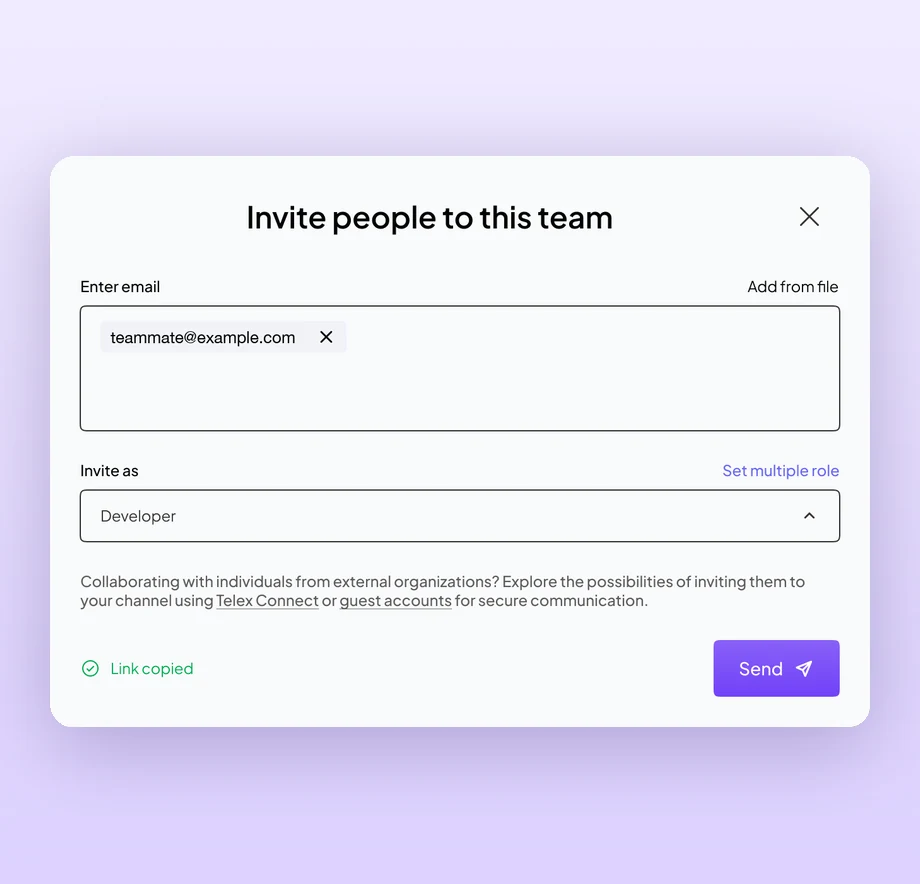 Invite people to this team
Enter email
Add from file
teammate@example.com
Invite as
Set multiple role
Developer
Collaborating with individuals from external organizations? Explore the possibilities of inviting them to
your channel using Telex Connect or guest accounts for secure communication.
Link copied
Send